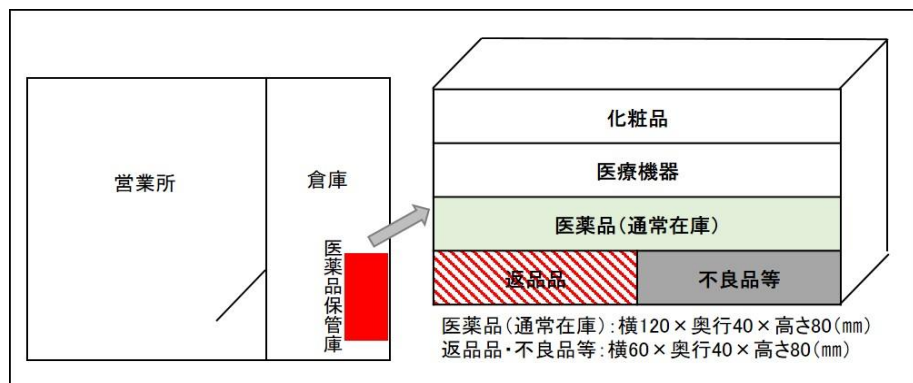 営業所
倉庫
医薬品保管庫
化粧品
医療機器
医薬品(通常在庫)
返品品
不良品等
医薬品(通常在庫):横120×奥行40×高さ80(㎜)
返品品・不良品等:横60×奥行40×高さ80(㎜)